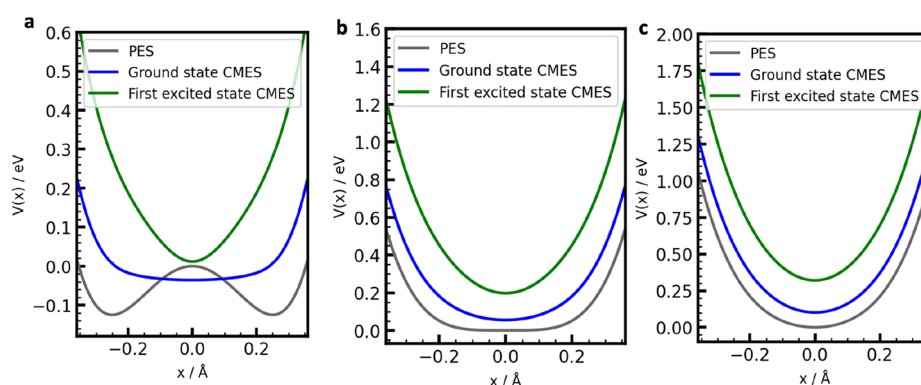 a
0.6
0.5
0.4
0.3
0.2
0.1
0.0
−0.1
V(x) / eV
PES
Ground state CMES
First excited state CMES
−0.2 0.0 0.2
x / Å
b
1.6
1.4
1.2
1.0
0.8
0.6
0.4
0.2
0.0
V(x) / eV
PES
Ground state CMES
First excited state CMES
−0.2 0.0 0.2
x / Å
c
2.00
1.75
1.50
1.25
1.00
0.75
0.50
0.25
0.00
V(x) / eV
PES
Ground state CMES
First excited state CMES
−0.2 0.0 0.2
x / Å